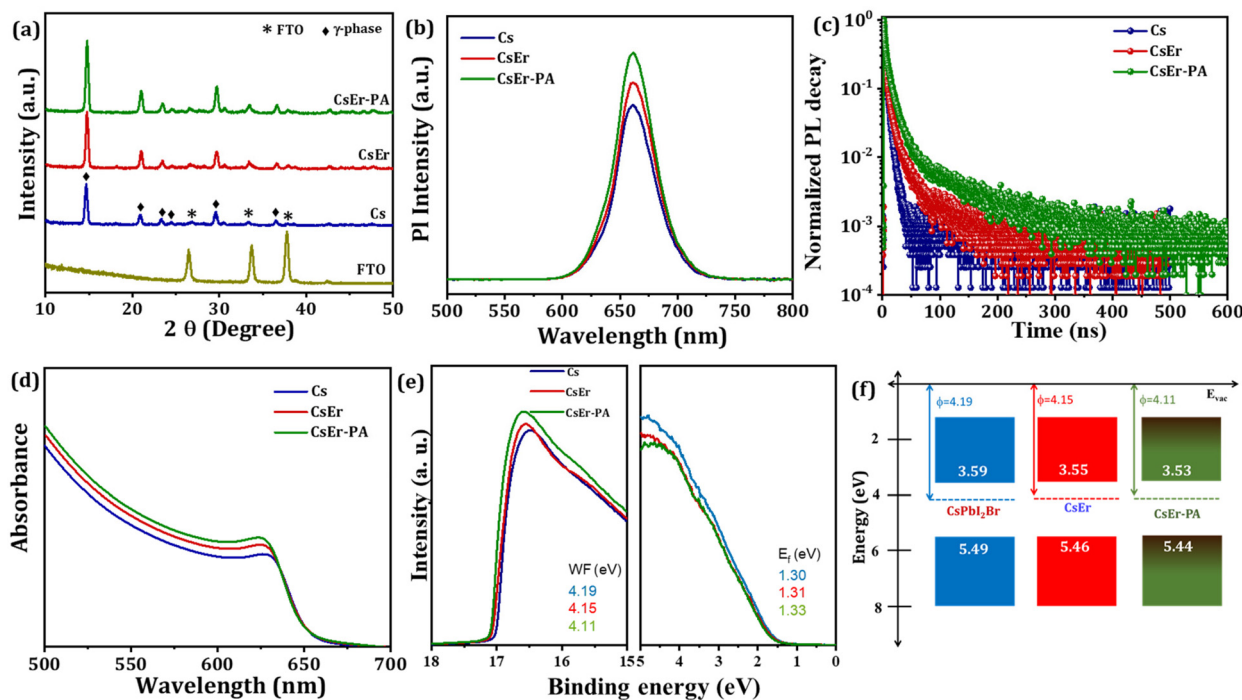 (a)
* FTO ♦ γ-phase
CsEr-PA
CsEr
Cs
FTO
Intensity (a.u.)
10 20 30 40 50
2 θ (Degree)
(b)
Cs
CsEr
CsEr-PA
PI Intensity (a.u.)
500 550 600 650 700 750 800
Wavelength (nm)
(c)
Cs
CsEr
CsEr-PA
Normalized PL decay
10⁰
10⁻¹
10⁻²
10⁻³
10⁻⁴
0 100 200 300 400 500 600
Time (ns)
(d)
Cs
CsEr
CsEr-PA
Absorbance
500 550 600 650 700
Wavelength (nm)
(e)
Cs
CsEr
CsEr-PA
Intensity (a. u.)
WF (eV)
4.19
4.15
4.11
Ef (eV)
1.30
1.31
1.33
18 17 16 15 5 4 3 2 1 0
Binding energy (eV)
(f)
Evac
ϕ=4.19 ϕ=4.15 ϕ=4.11
3.59 3.55 3.53
CsPbI₂Br CsEr CsEr-PA
5.49 5.46 5.44
Energy (eV)
2
4
6
8